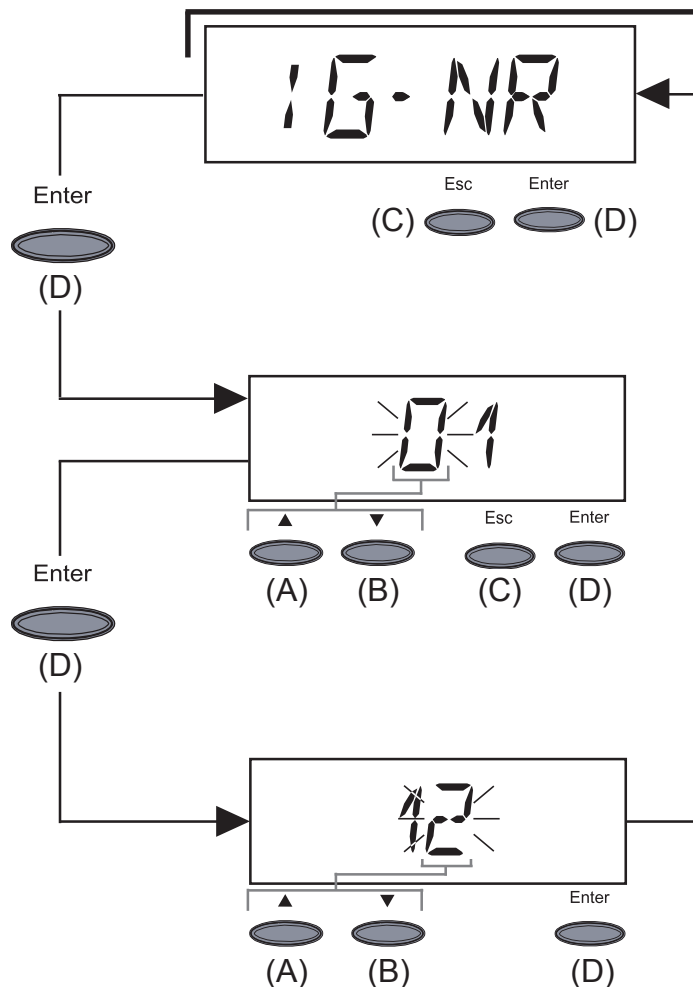 IG-NR
Enter
Esc Enter
(C) (D)
(D)
01
▲ ▼ Esc Enter
(A) (B) (C) (D)
Enter
(D)
12
▲ ▼ Enter
(A) (B) (D)